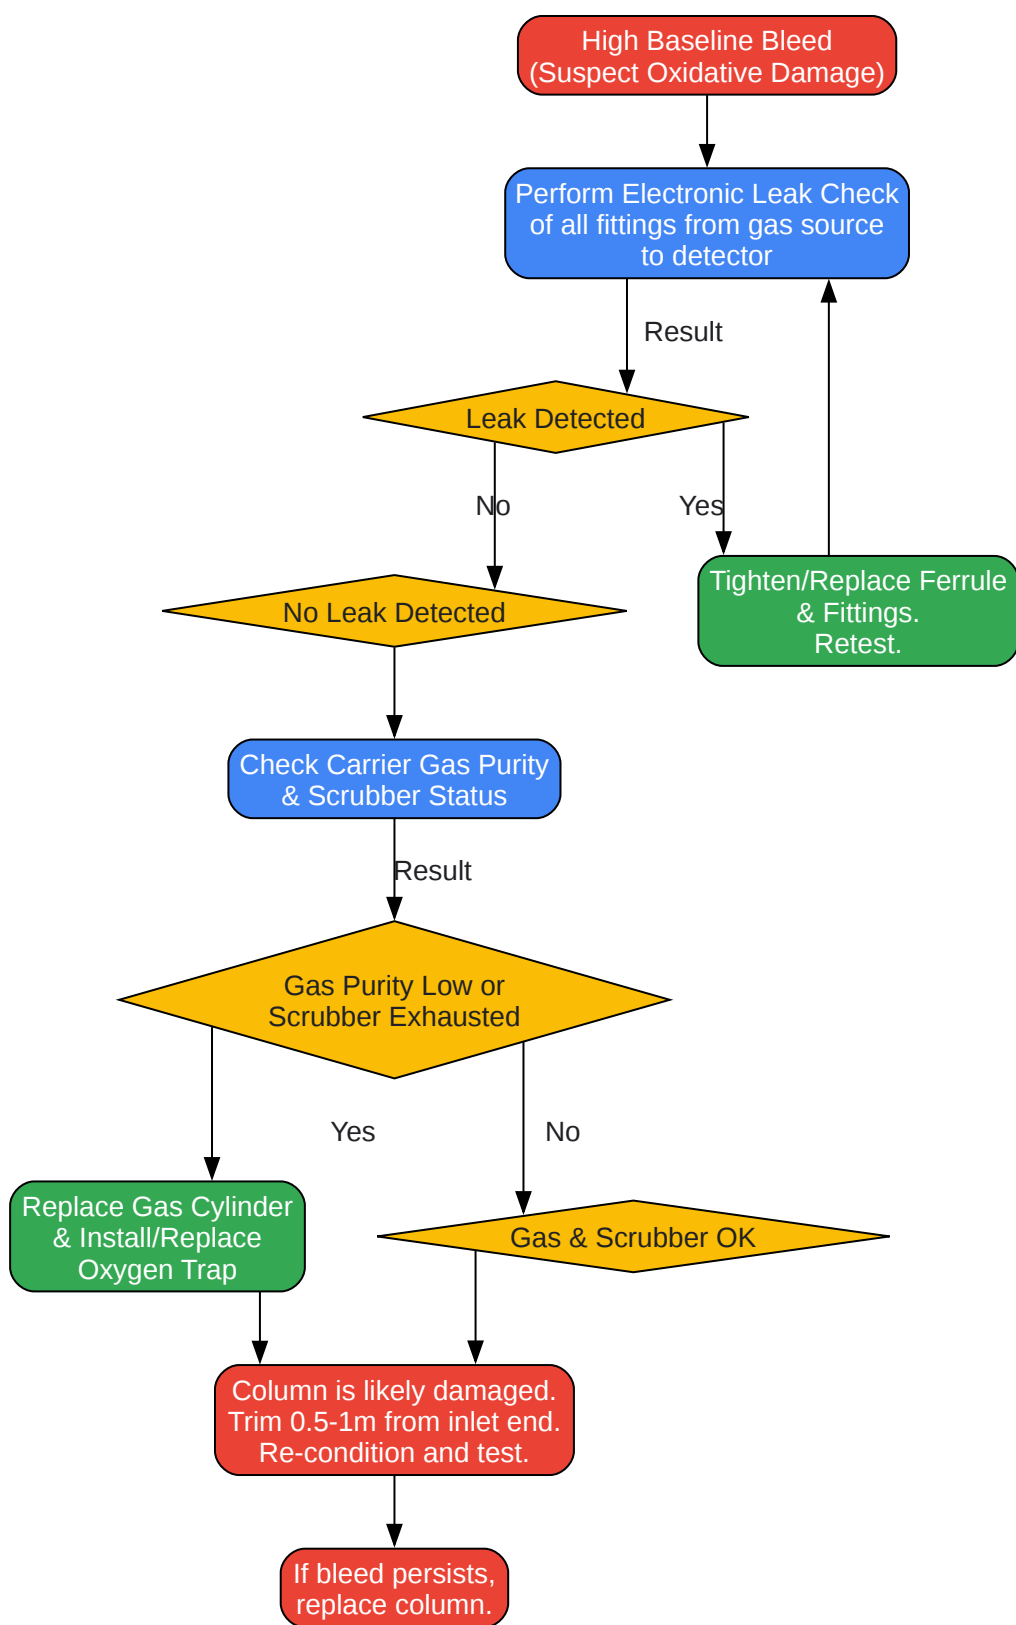 High Baseline Bleed
(Suspect Oxidative Damage)
Perform Electronic Leak Check
of all fittings from gas source
to detector
Result
Leak Detected
No
Yes
Tighten/Replace Ferrule
& Fittings.
Retest.
No Leak Detected
Check Carrier Gas Purity
& Scrubber Status
Result
Gas Purity Low or
Scrubber Exhausted
Yes
No
Replace Gas Cylinder
& Install/Replace
Oxygen Trap
Gas & Scrubber OK
Column is likely damaged.
Trim 0.5-1m from inlet end.
Re-condition and test.
If bleed persists,
replace column.